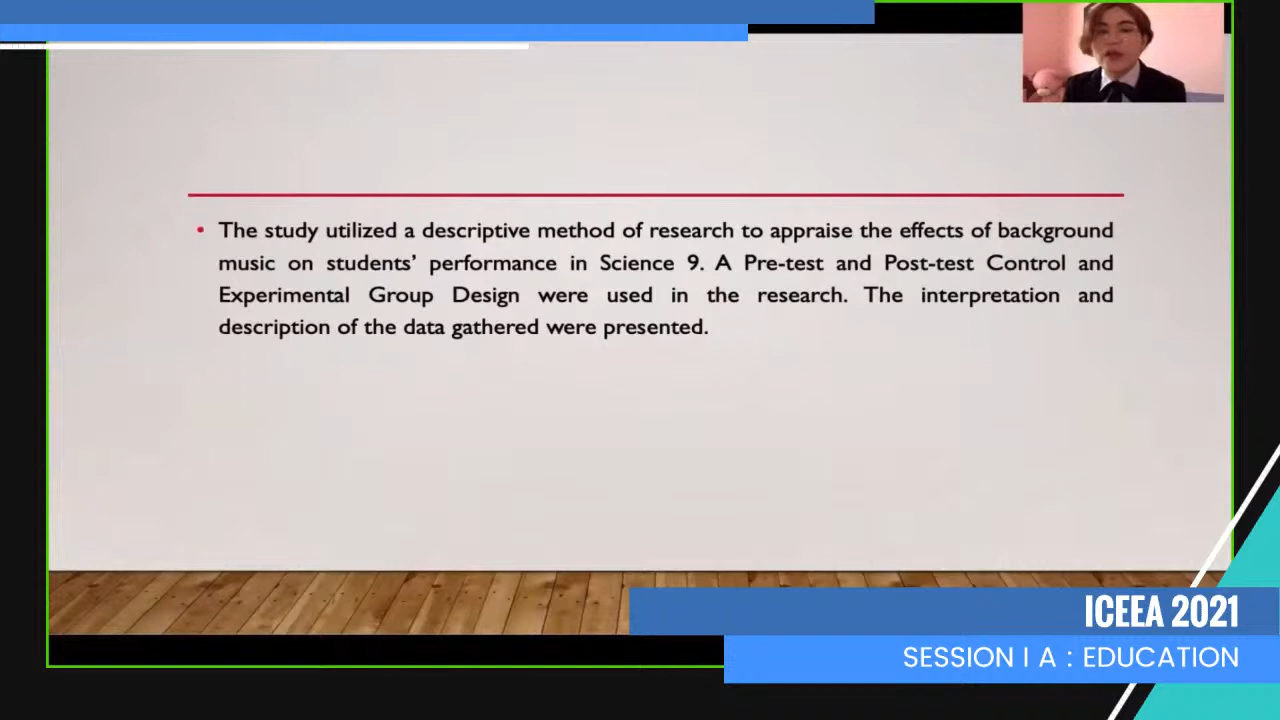 • The study utilized a descriptive method of research to appraise the effects of background
music on students’ performance in Science 9. A Pre-test and Post-test Control and
Experimental Group Design were used in the research. The interpretation and
description of the data gathered were presented.
ICEEA 2021
SESSION I A : EDUCATION